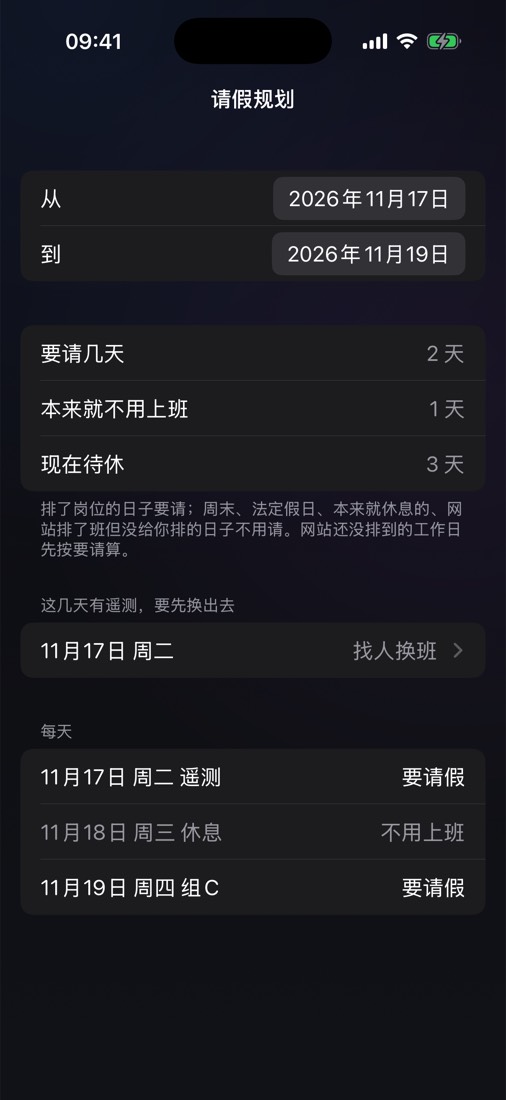 09:41
请假规划
从 2026年11月17日
到 2026年11月19日
要请几天 2 天
本来就不用上班 1 天
现在待休 3 天
排了岗位的日子要请；周末、法定假日、本来就休息的、网
站排了班但没给你排的日子不用请。网站还没排到的工作日
先按要请算。
这几天有遥测，要先换出去
11月17日 周二 找人换班
每天
11月17日 周二 遥测 要请假
11月18日 周三 休息 不用上班
11月19日 周四 组C 要请假